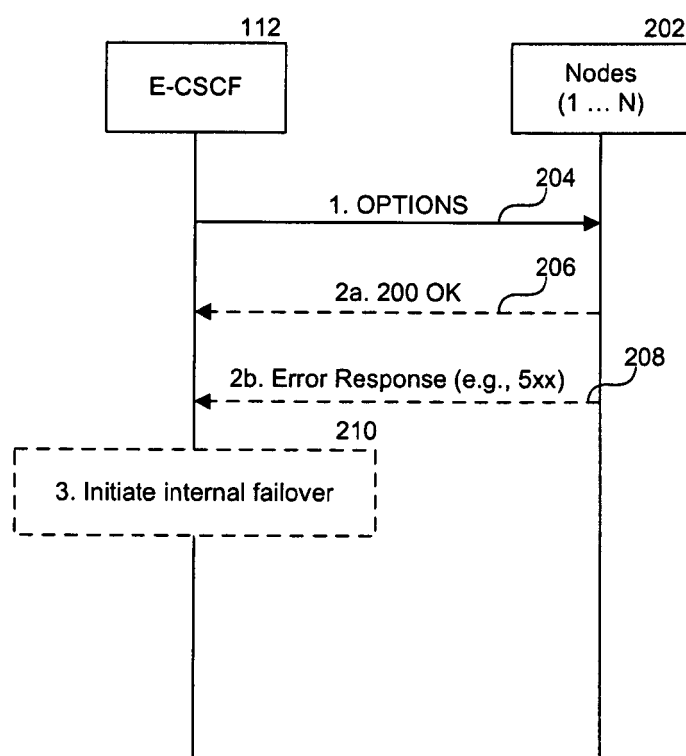 112
E-CSCF
202
Nodes
(1 ... N)
204
1. OPTIONS
206
2a. 200 OK
208
2b. Error Response (e.g., 5xx)
210
3. Initiate internal failover